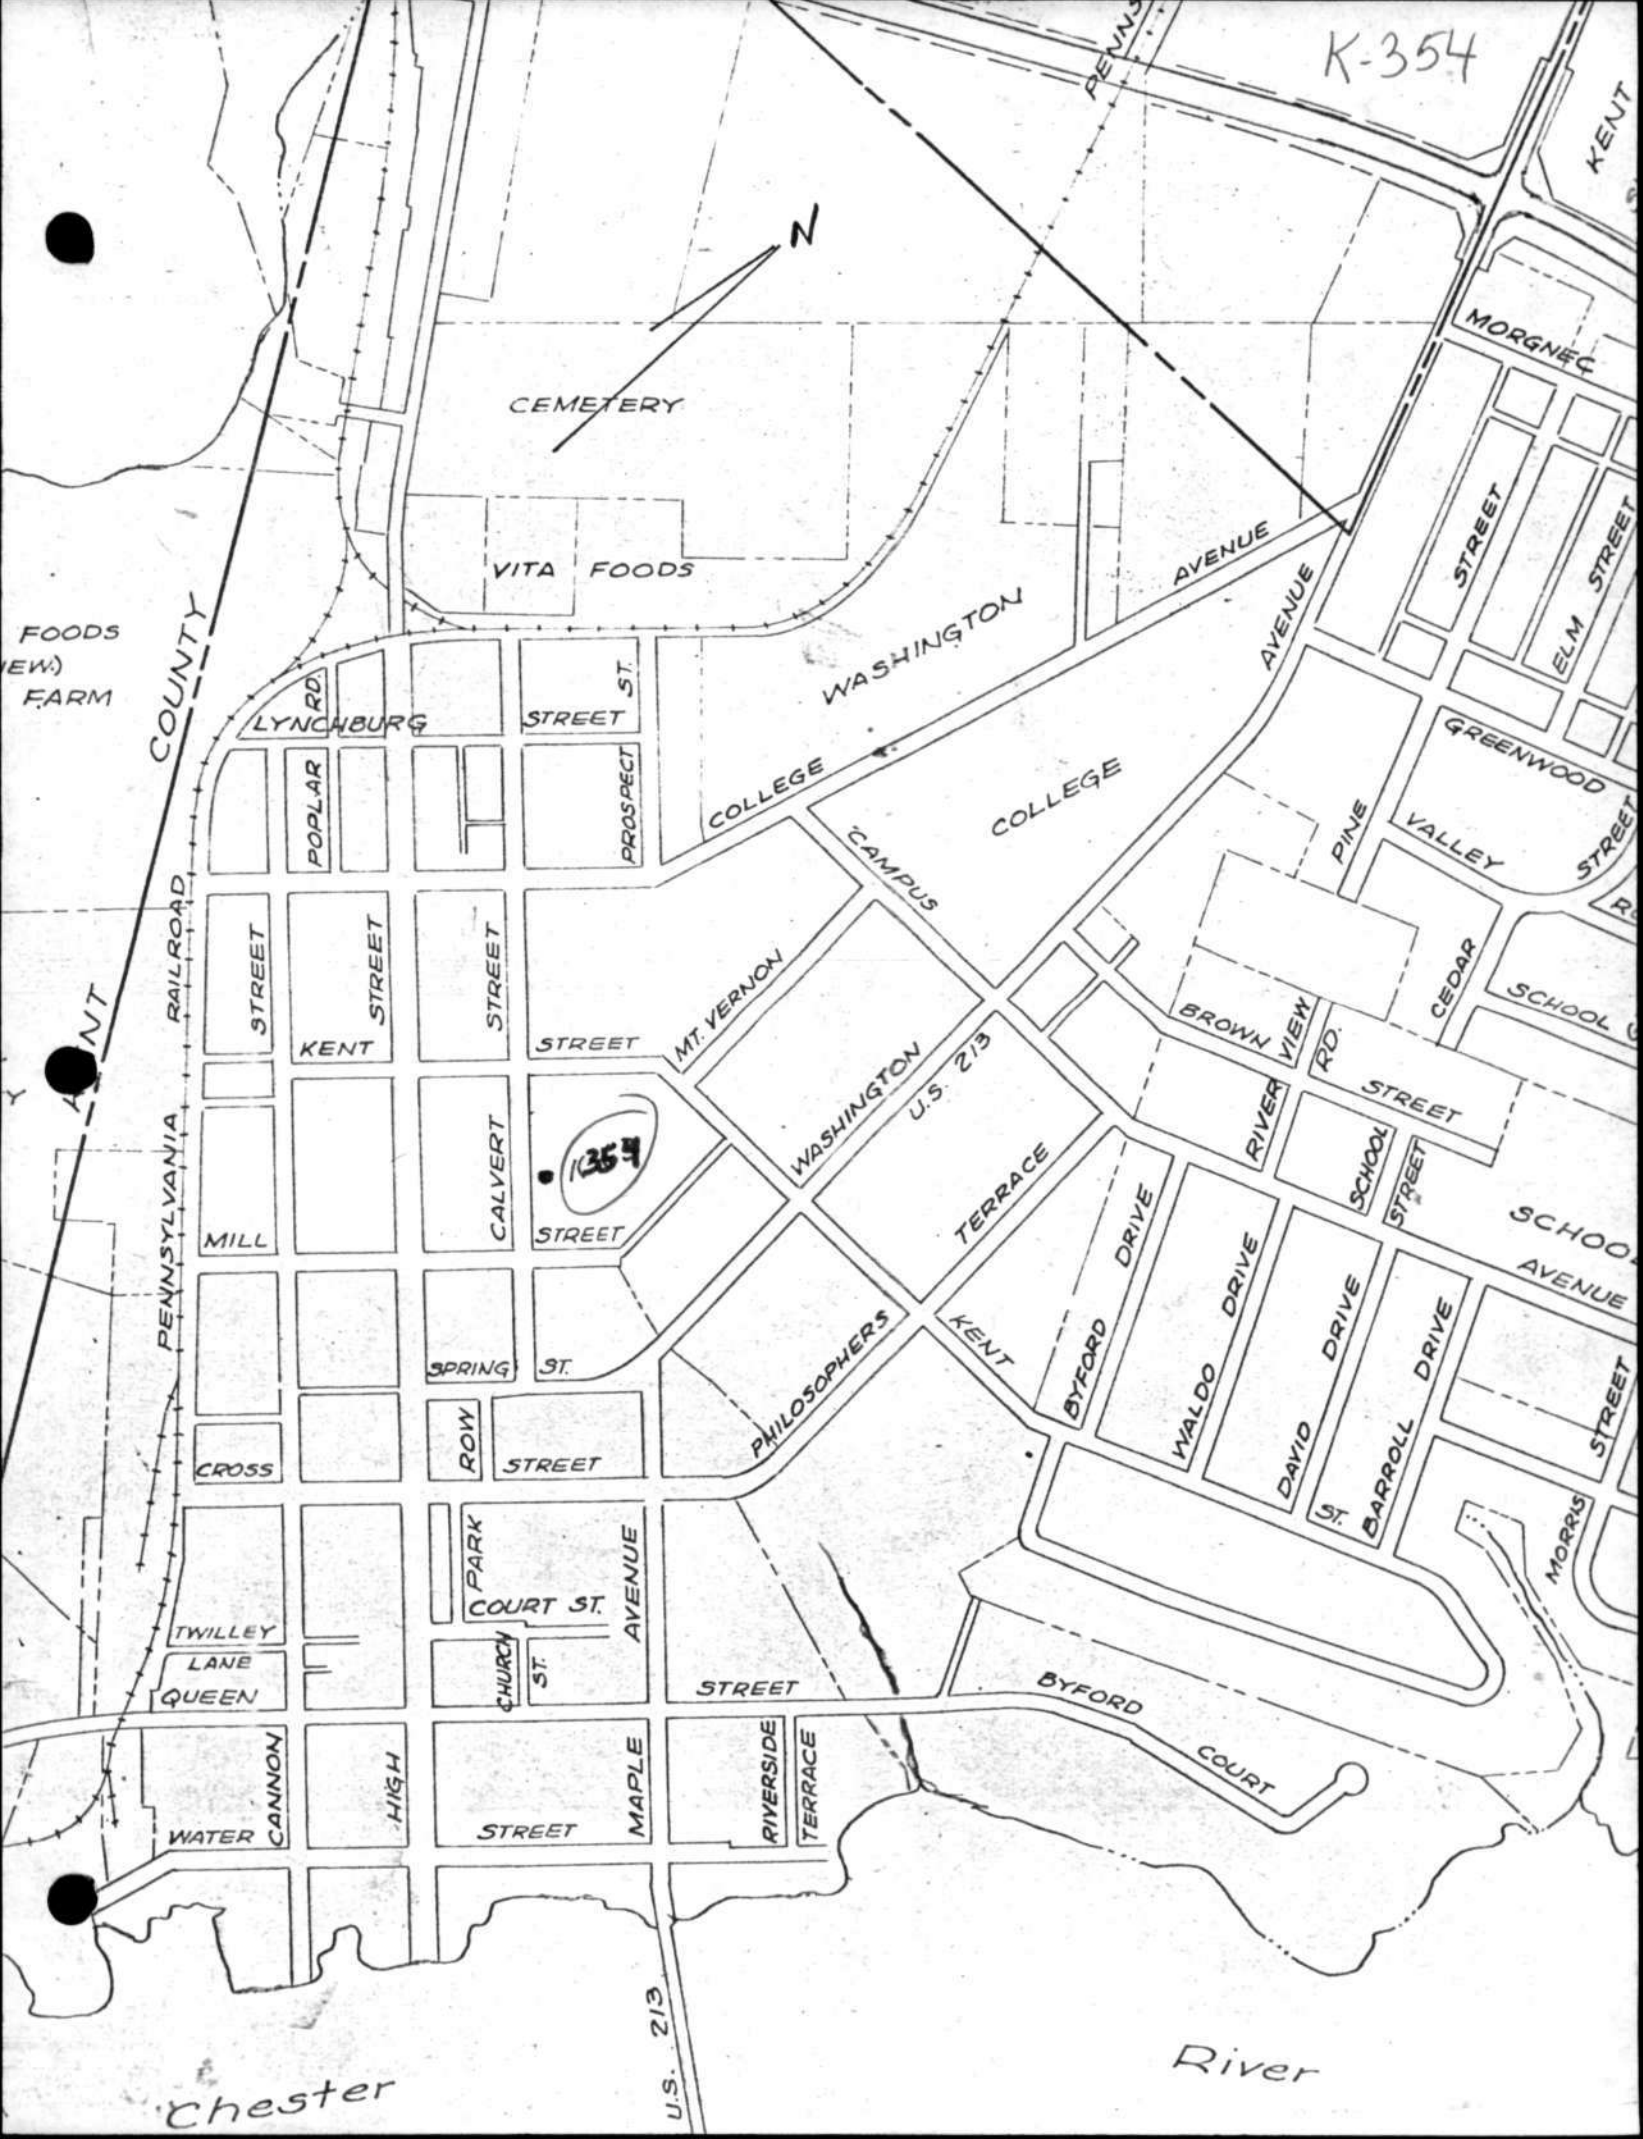 K-354
PENNS
KENT
N
MORGNEC
CEMETERY
STREET
STREET
ELM
VITA FOODS
AVENUE
AVENUE
WASHINGTON
FOODS
EW.)
FARM
COUNTY
RD.
ST.
LYNCHBURG
STREET
GREENWOOD
COLLEGE
COLLEGE
POPLAR
PROSPECT
CAMPUS
PINE
VALLEY
STREET
RAILROAD
STREET
STREET
STREET
CEDAR
SCHOOL
MT. VERNON
BROWN
VIEW
RD.
KENT
STREET
WASHINGTON
U.S. 213
RIVER
STREET
SCHOOL
STREET
PENNSYLVANIA
CALVERT
K354
MILL
STREET
TERRACE
DRIVE
DRIVE
SCHOOL
AVENUE
SPRING
ST.
PHILOSOPHERS
KENT
BYFORD
WALDO
DRIVE
DRIVE
DAVID
BARROLL
STREET
ROW
CROSS
STREET
ST.
MORRIS
PARK
COURT ST.
AVENUE
TWILLEY
LANE
QUEEN
CHURCH
ST.
STREET
BYFORD
COURT
CANNON
HIGH
MAPLE
RIVERSIDE
TERRACE
WATER
STREET
U.S. 213
Chester
River